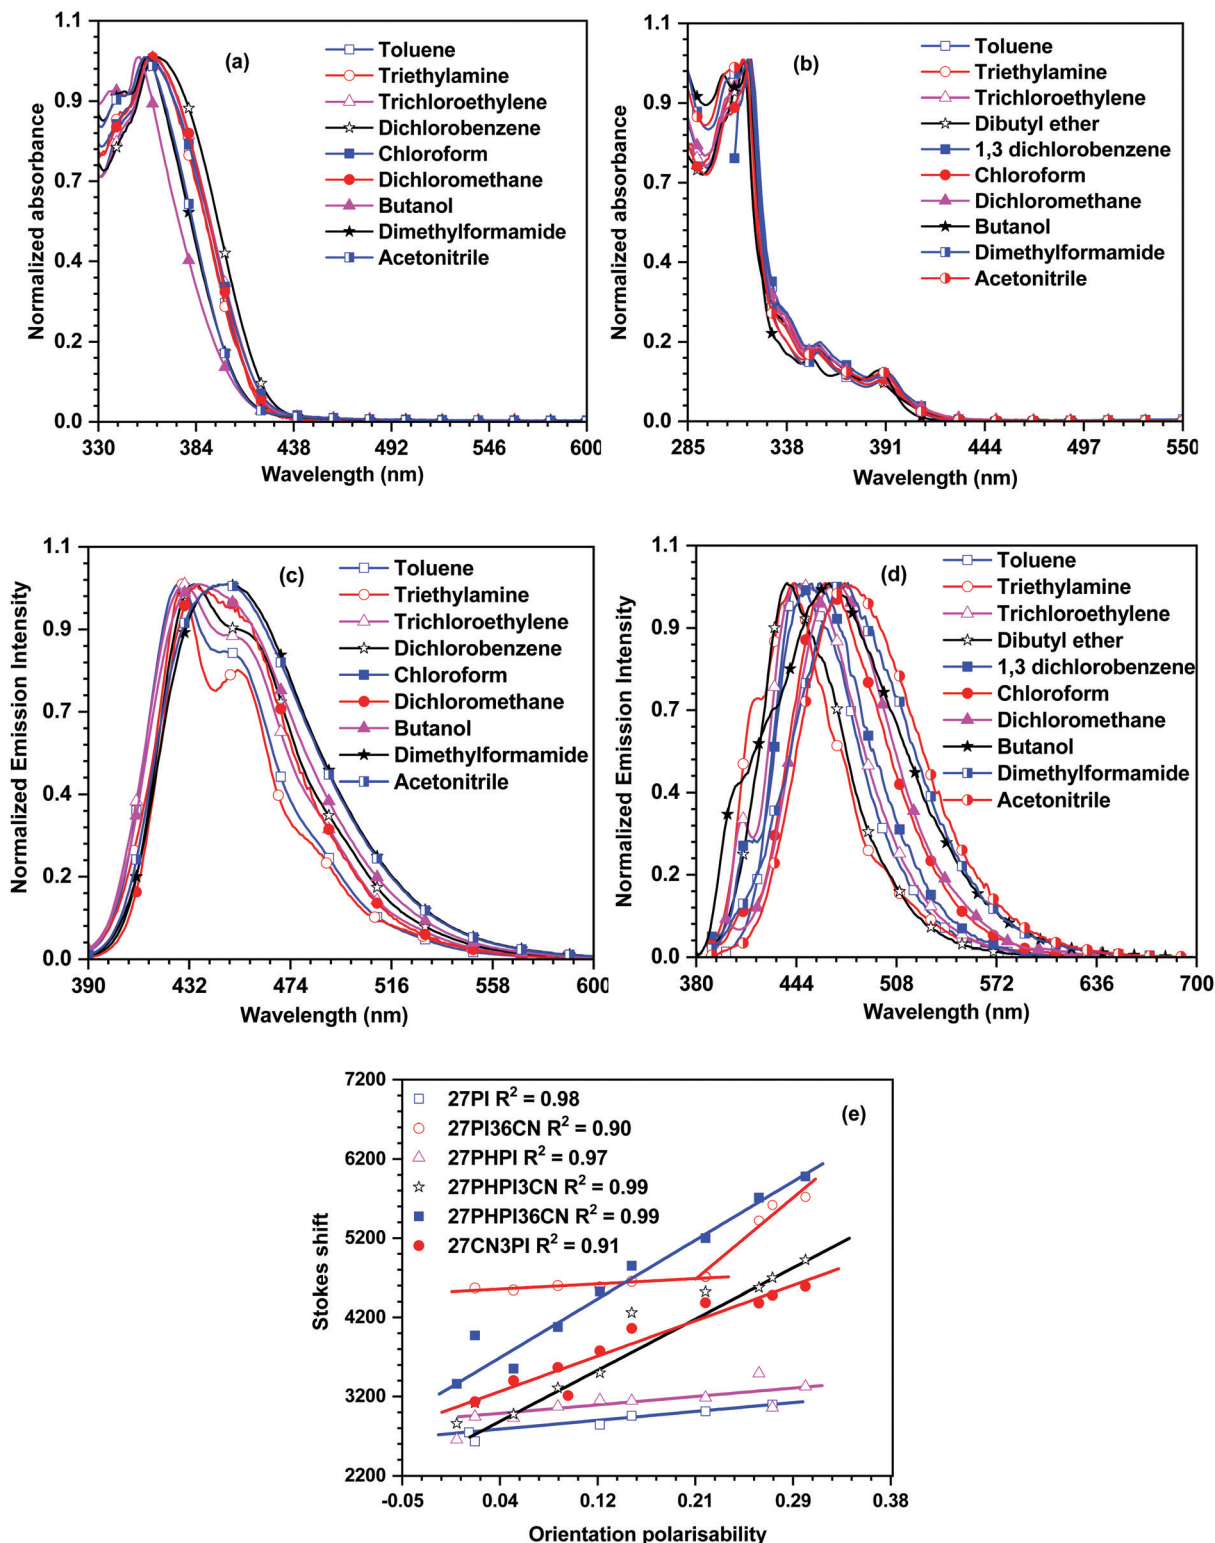 1.1
0.9
0.7
0.4
0.2
0.0
Normalized absorbance
(a)
Toluene
Triethylamine
Trichloroethylene
Dichlorobenzene
Chloroform
Dichloromethane
Butanol
Dimethylformamide
Acetonitrile
330 384 438 492 546 600
Wavelength (nm)
1.1
0.9
0.7
0.4
0.2
0.0
Normalized absorbance
(b)
Toluene
Triethylamine
Trichloroethylene
Dibutyl ether
1,3 dichlorobenzene
Chloroform
Dichloromethane
Butanol
Dimethylformamide
Acetonitrile
285 338 391 444 497 550
Wavelength (nm)
1.1
0.9
0.7
0.4
0.2
0.0
Normalized Emission Intensity
(c)
Toluene
Triethylamine
Trichloroethylene
Dichlorobenzene
Chloroform
Dichloromethane
Butanol
Dimethylformamide
Acetonitrile
390 432 474 516 558 600
Wavelength (nm)
1.1
0.9
0.7
0.4
0.2
0.0
Normalized Emission Intensity
(d)
Toluene
Triethylamine
Trichloroethylene
Dibutyl ether
1,3 dichlorobenzene
Chloroform
Dichloromethane
Butanol
Dimethylformamide
Acetonitrile
380 444 508 572 636 700
Wavelength (nm)
7200
6200
5200
4200
3200
2200
Stokes shift
(e)
27PI R² = 0.98
27PI36CN R² = 0.90
27PHPI R² = 0.97
27PHPI3CN R² = 0.99
27PHPI36CN R² = 0.99
27CN3PI R² = 0.91
-0.05 0.04 0.12 0.21 0.29 0.38
Orientation polarisability